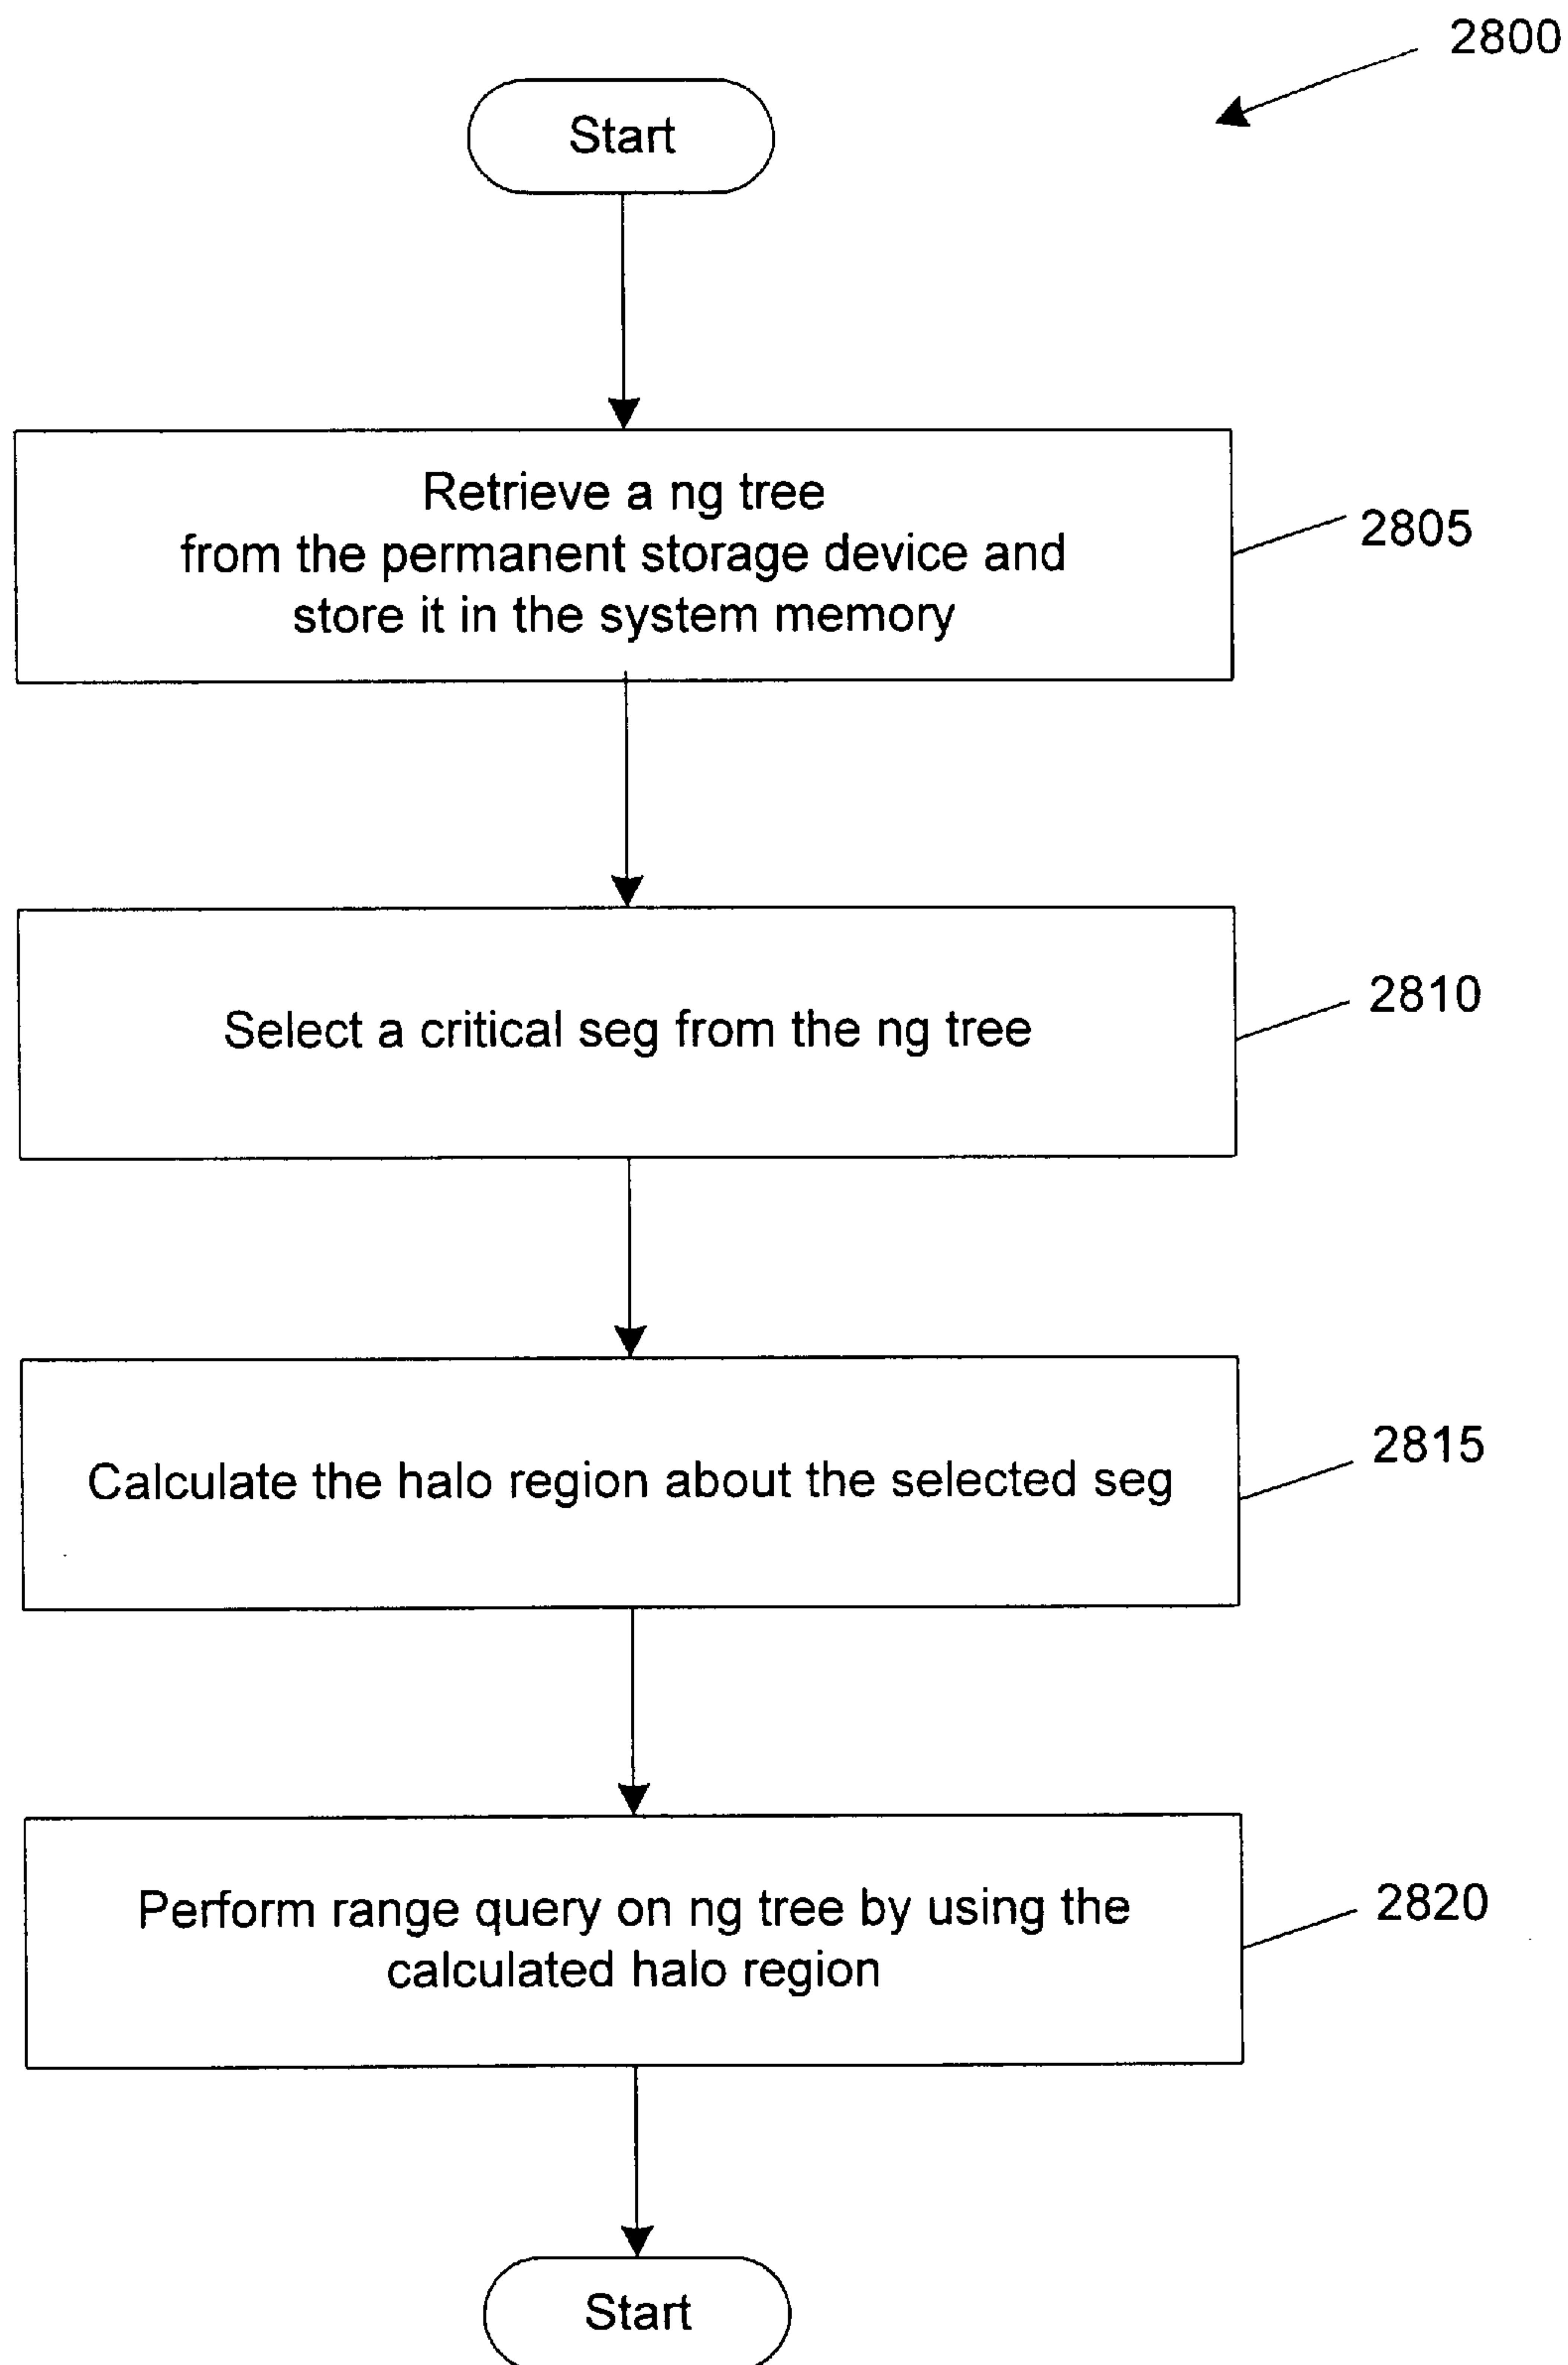 2800
Start
Retrieve a ng tree
from the permanent storage device and
store it in the system memory
2805
Select a critical seg from the ng tree
2810
Calculate the halo region about the selected seg
2815
Perform range query on ng tree by using the
calculated halo region
2820
Start